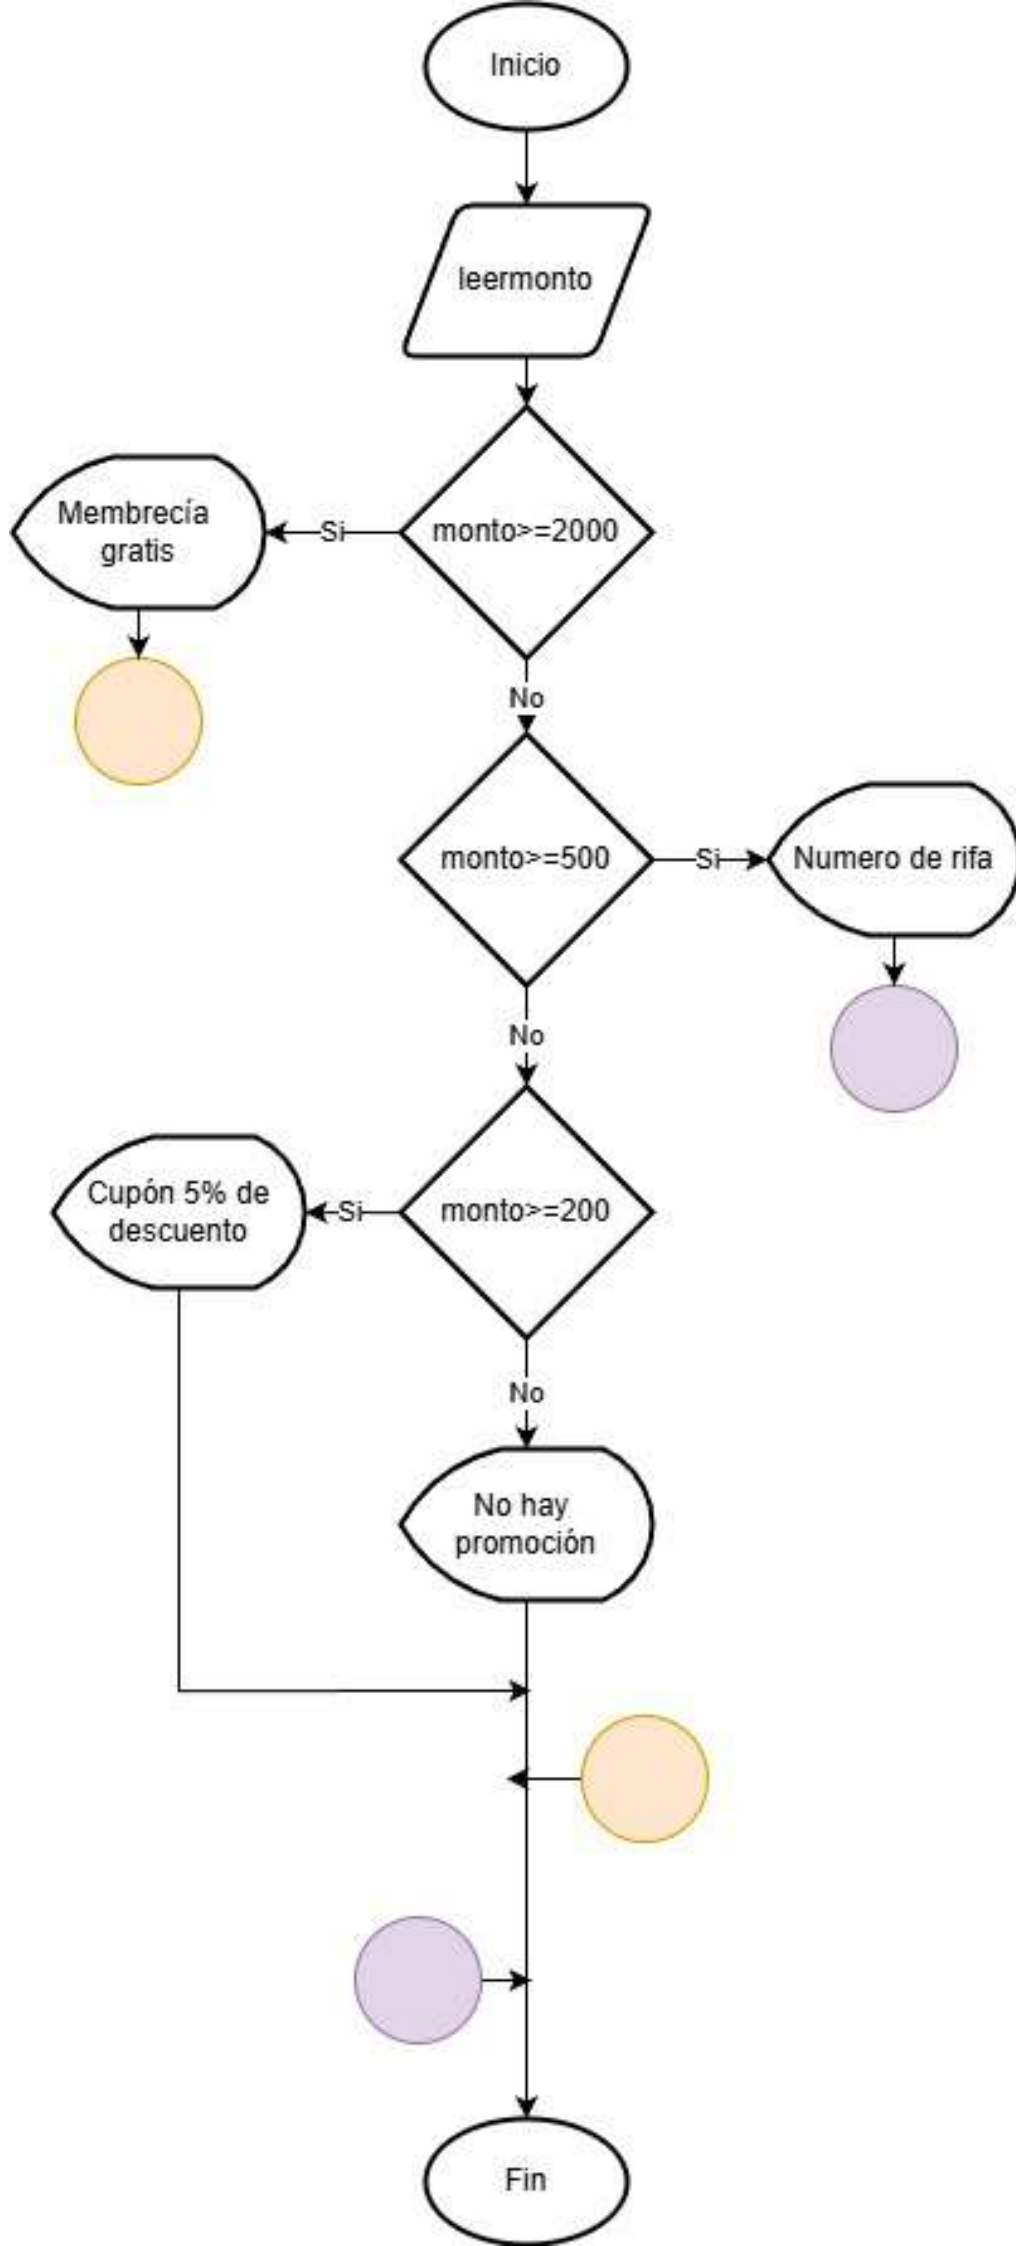 Inicio
leermonto
monto>=2000
Si
Membrecía
gratis
No
monto>=500
Si
Numero de rifa
No
monto>=200
Si
Cupón 5% de
descuento
No
No hay
promoción
Fin